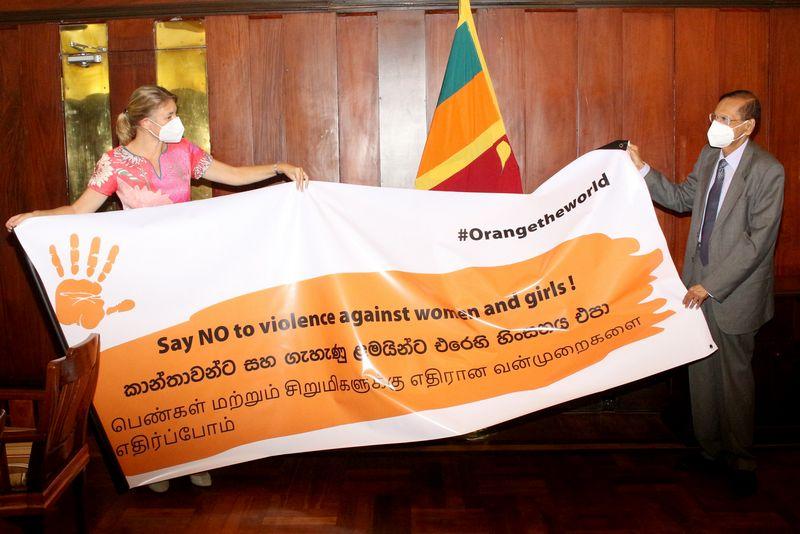 #Orangetheworld
Say NO to violence against women and girls !
කාන්තාවන්ට සහ ගැහැණු ළමයින්ට එරෙහි හිංසනය එපා
பெண்கள் மற்றும் சிறுமிகளுக்கு எதிரான வன்முறைகளை
எதிர்ப்போம்